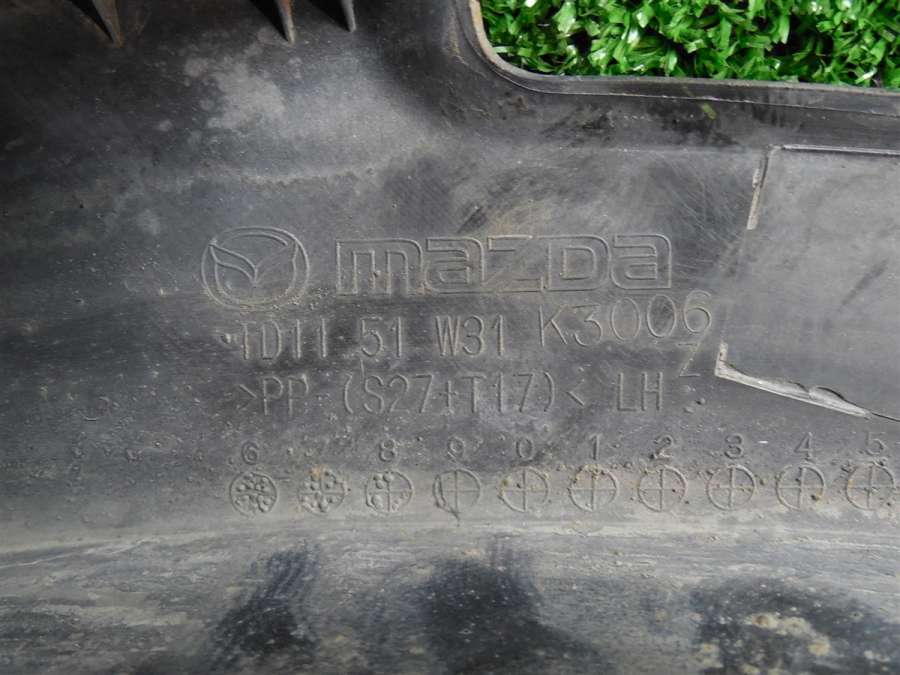 mazda
TD11 51 W31 K3006
Z
>PP-(S27+T17)< LH
6 7 8 9 0 1 2 3 4 5